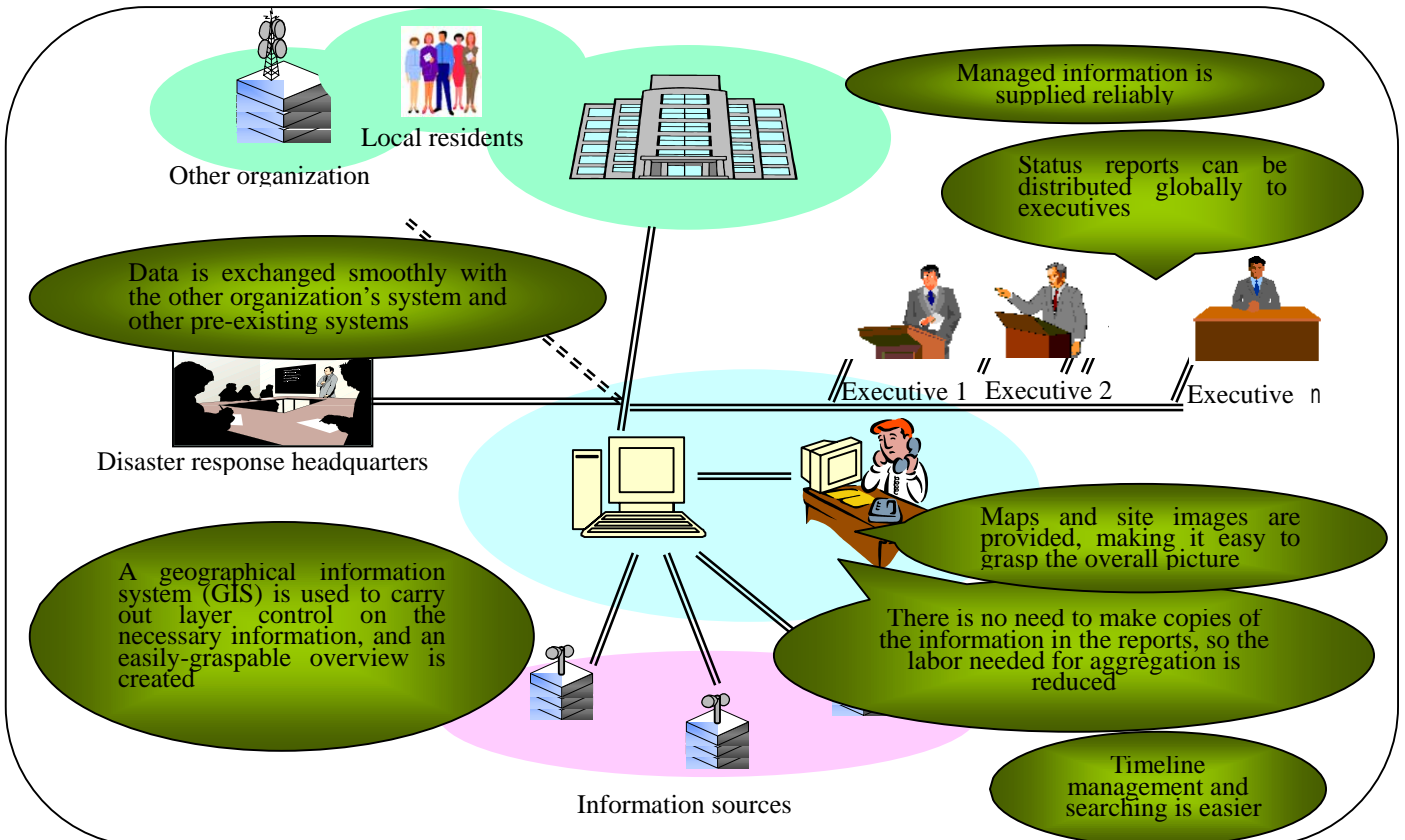 Managed information is
supplied reliably
Local residents
Other organization
Status reports can be
distributed globally to
executives
Data is exchanged smoothly with
the other organization's system and
other pre-existing systems
Executive 1
Executive 2
Executive n
Disaster response headquarters
Maps and site images are
provided, making it easy to
grasp the overall picture
A geographical information
system (GIS) is used to carry
out layer control on the
necessary information, and an
easily-graspable overview is
created
There is no need to make copies of
the information in the reports, so the
labor needed for aggregation is
reduced
Information sources
Timeline
management and
searching is easier